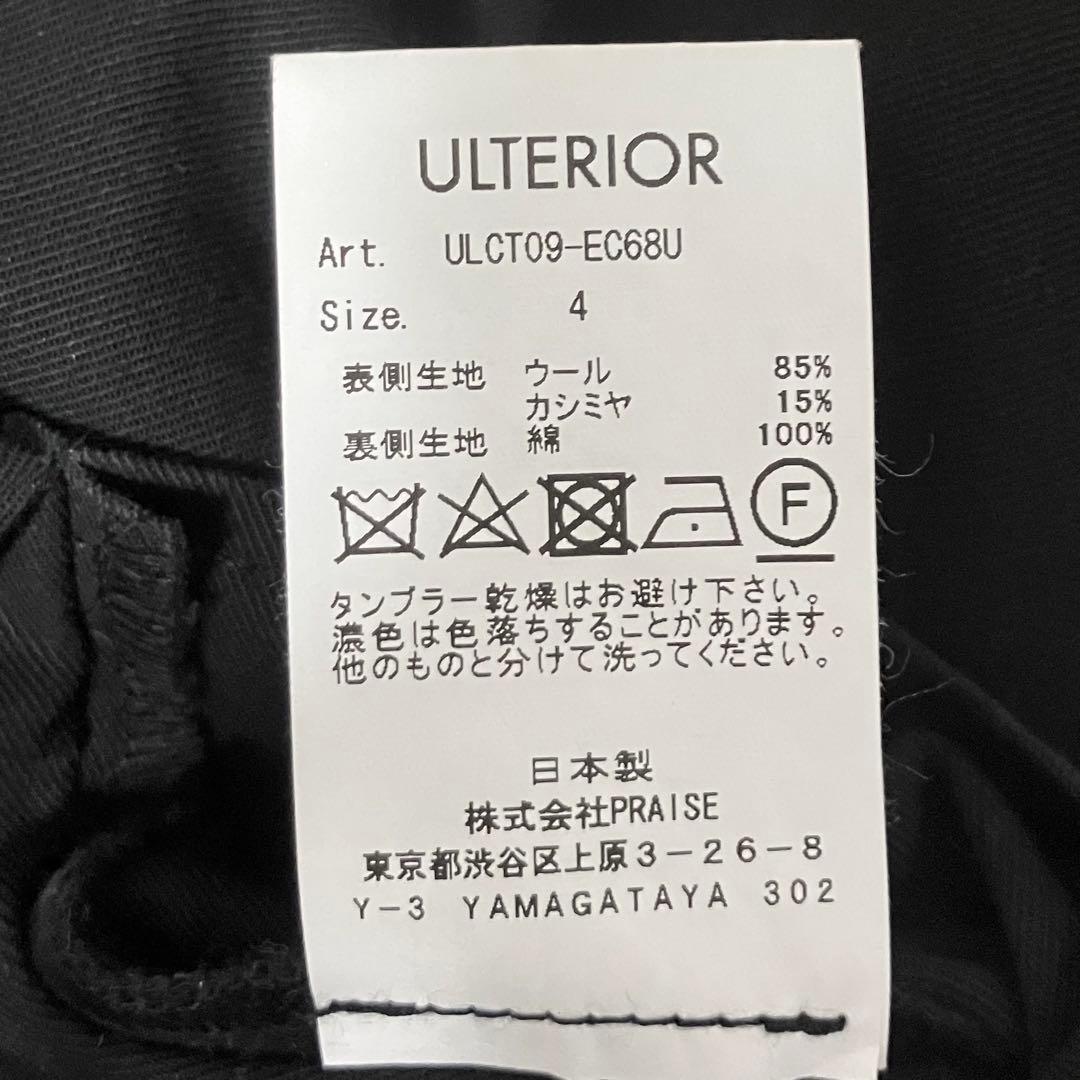 ULTERIOR
Art. ULCT09-EC68U
Size. 4
表側生地 ウール 85%
カシミヤ 15%
裏側生地 綿 100%
F
タンブラー乾燥はお避け下さい。
濃色は色落ちすることがあります。
他のものと分けて洗ってください。
日本製
株式会社PRAISE
東京都渋谷区上原3-26-8
Y-3 YAMAGATAYA 302